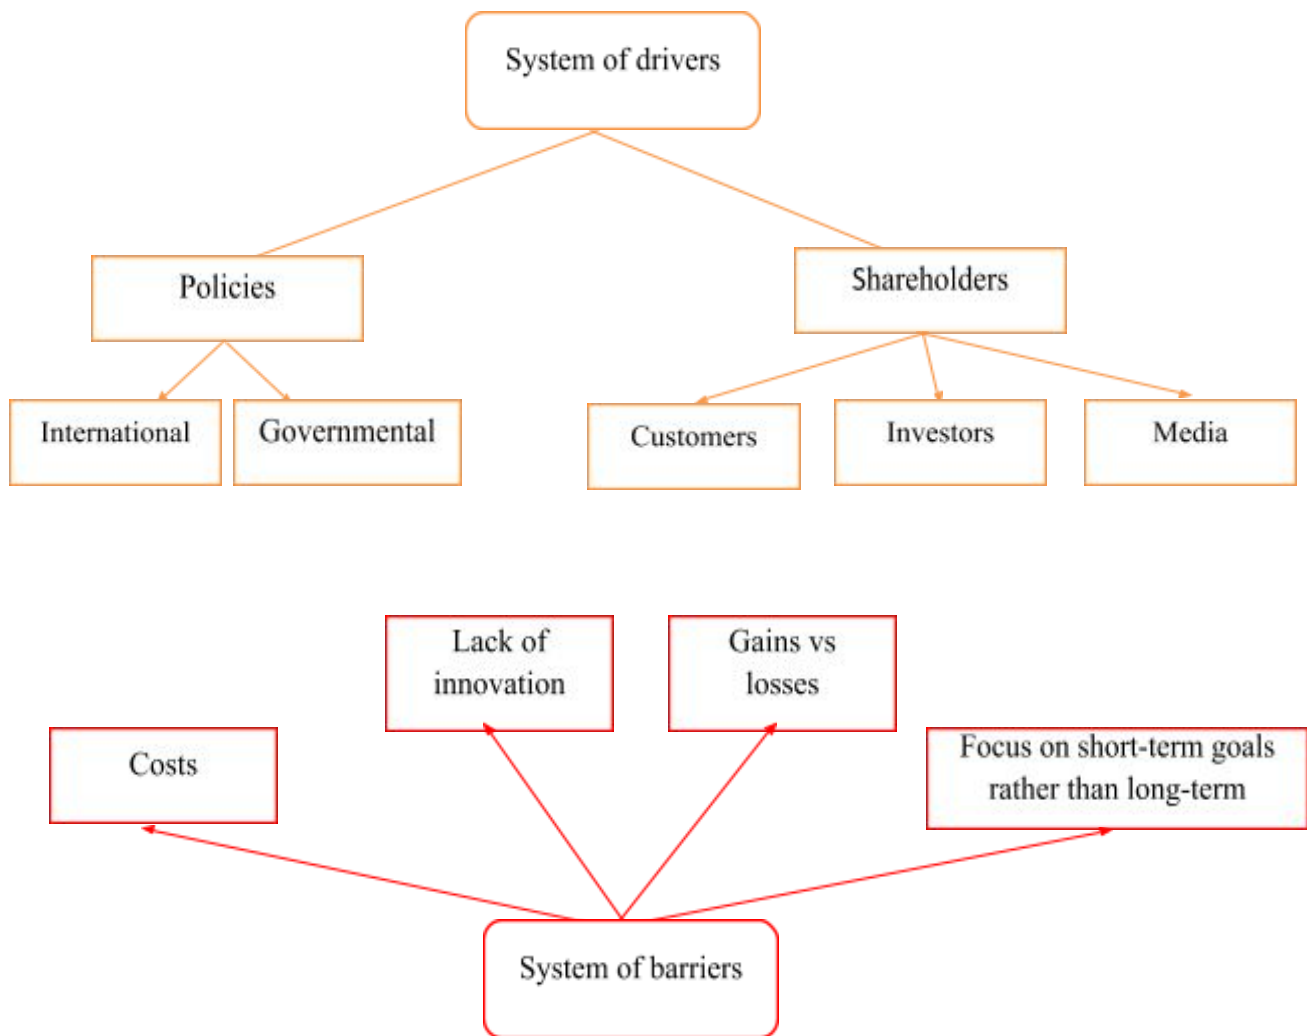 System of drivers
Policies
Shareholders
International
Governmental
Customers
Investors
Media
Lack of
innovation
Gains vs
losses
Costs
Focus on short-term goals
rather than long-term
System of barriers